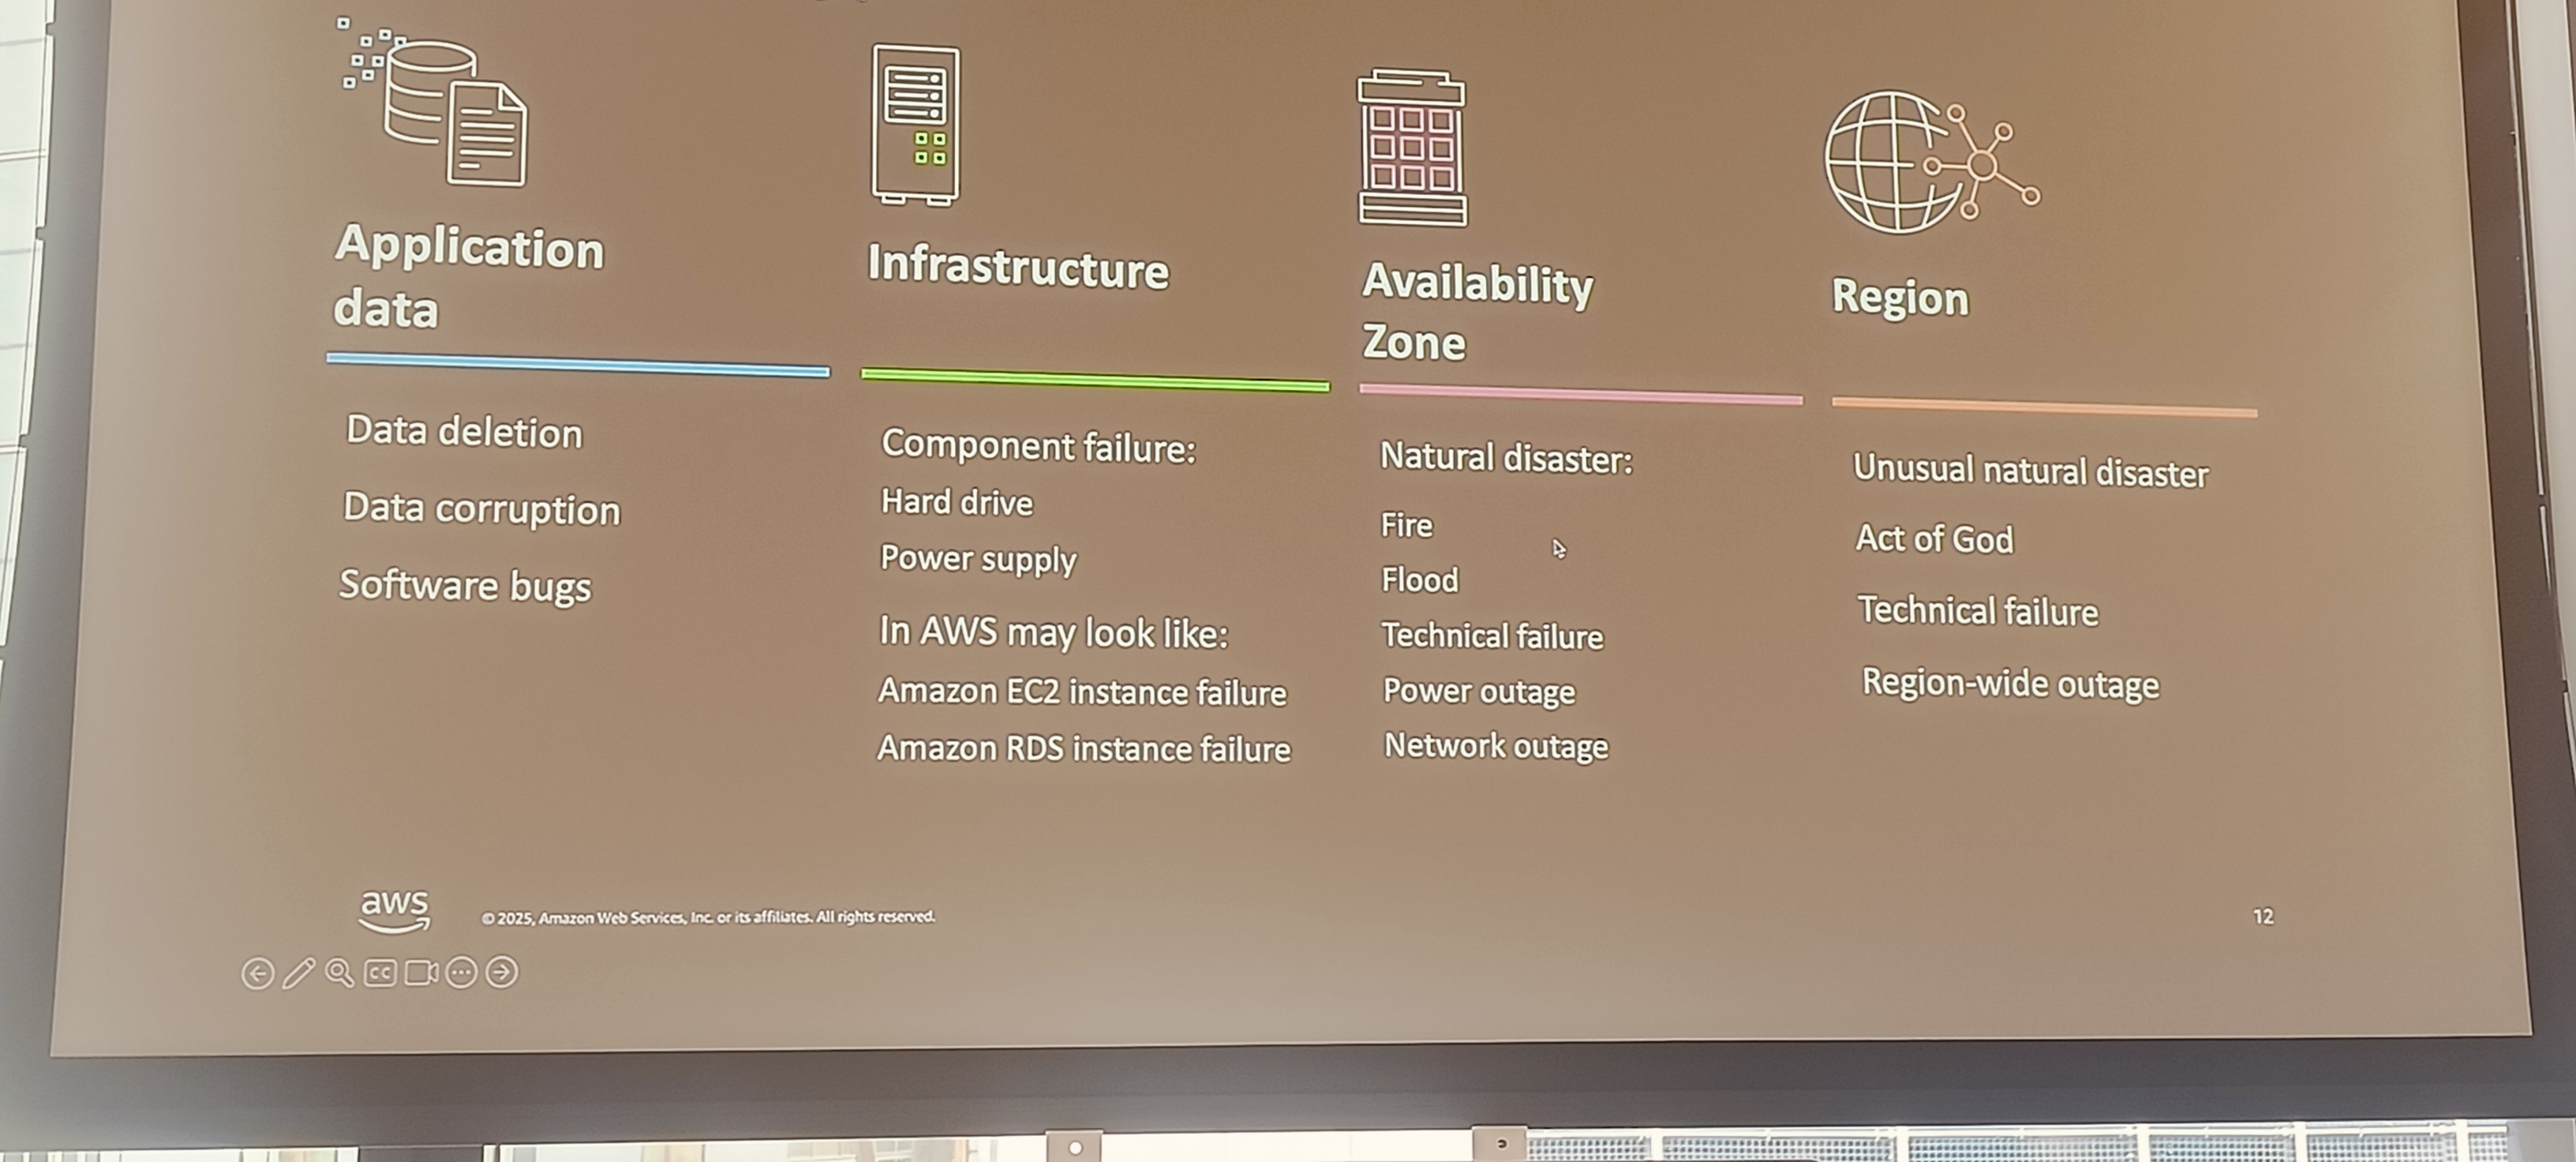 Application
data
Data deletion
Data corruption
Software bugs
Infrastructure
Component failure:
Hard drive
Power supply
In AWS may look like:
Amazon EC2 instance failure
Amazon RDS instance failure
Availability
Zone
Natural disaster:
Fire
Flood
Technical failure
Power outage
Network outage
Region
Unusual natural disaster
Act of God
Technical failure
Region-wide outage
aws
© 2025, Amazon Web Services, Inc. or its affiliates. All rights reserved.
12
CC